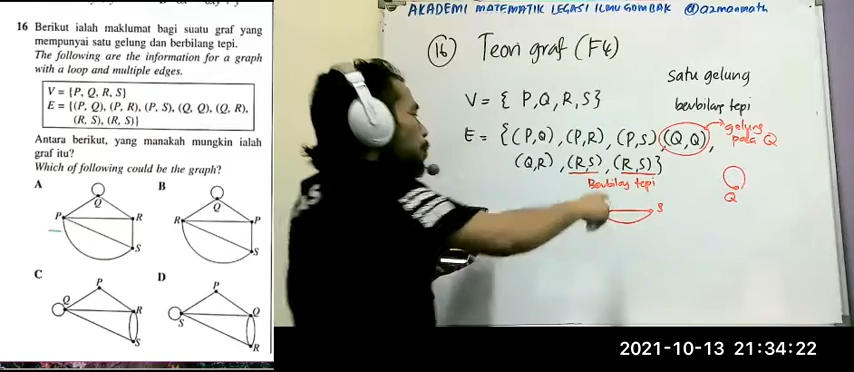 16 Berikut ialah maklumat bagi suatu graf yang
mempunyai satu gelung dan berbilang tepi.
The following are the information for a graph
with a loop and multiple edges.
V = {P, Q, R, S}
E = {(P, Q), (P, R), (P, S), (Q, Q), (Q, R),
(R, S), (R, S)}
Antara berikut, yang manakah mungkin ialah
graf itu?
Which of following could be the graph?
A
Q
P
R
S
B
Q
R
P
S
C
P
Q
R
S
D
P
S
Q
R
AKADEMI MATEMATIK LEGASI ILMU GOMBAK @azmanmath
16 Teori graf (F4)
satu gelung
berbilang tepi
V = { P,Q,R,S}
E = {(P,Q),(P,R),(P,S),(Q,Q),
gelung
pada Q
(Q,R),(R,S),(R,S)}
Berbilang tepi
S
Q
2021-10-13 21:34:22